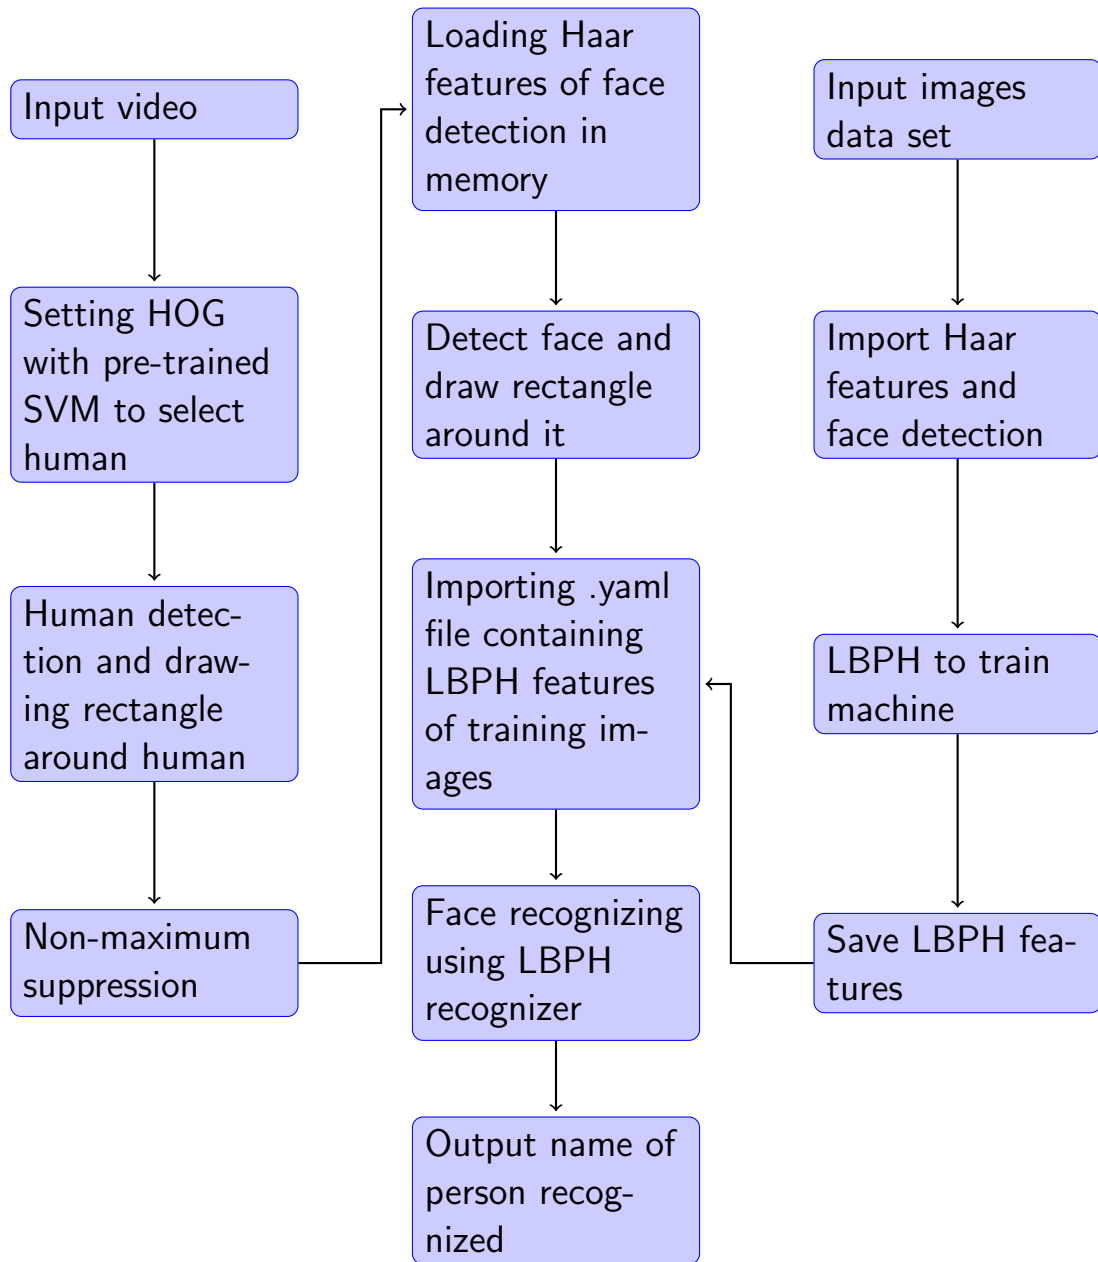 Input video
Setting HOG
with pre-trained
SVM to select
human
Human detec-
tion and draw-
ing rectangle
around human
Non-maximum
suppression
Loading Haar
features of face
detection in
memory
Detect face and
draw rectangle
around it
Importing .yaml
file containing
LBPH features
of training im-
ages
Face recognizing
using LBPH
recognizer
Output name of
person recog-
nized
Input images
data set
Import Haar
features and
face detection
LBPH to train
machine
Save LBPH fea-
tures